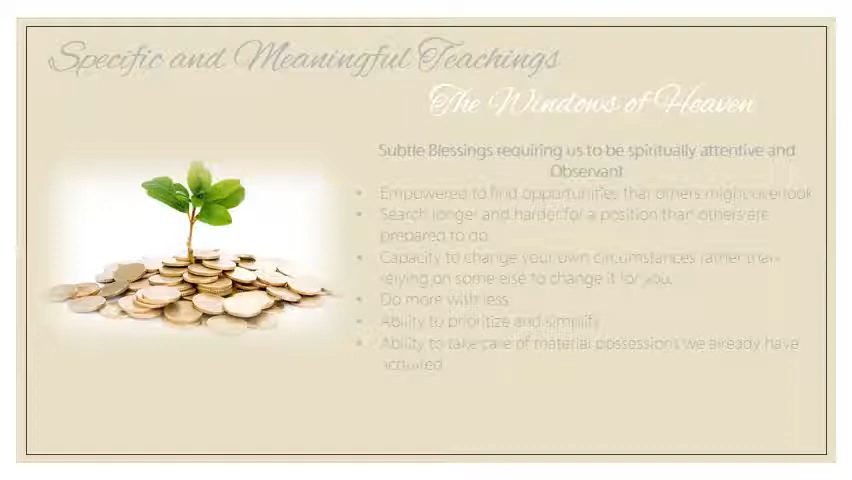 Specific and Meaningful Teachings
The Windows of Heaven
Subtle Blessings requiring us to be spiritually attentive and
Observant
• Empowered to find opportunities that others might overlook
• Search longer and harder for a position than others are
prepared to do
• Capacity to change your own circumstances rather than
relying on some else to change it for you.
• Do more with less
• Ability to prioritize and simplify
• Ability to take care of material possessions we already have
acquired